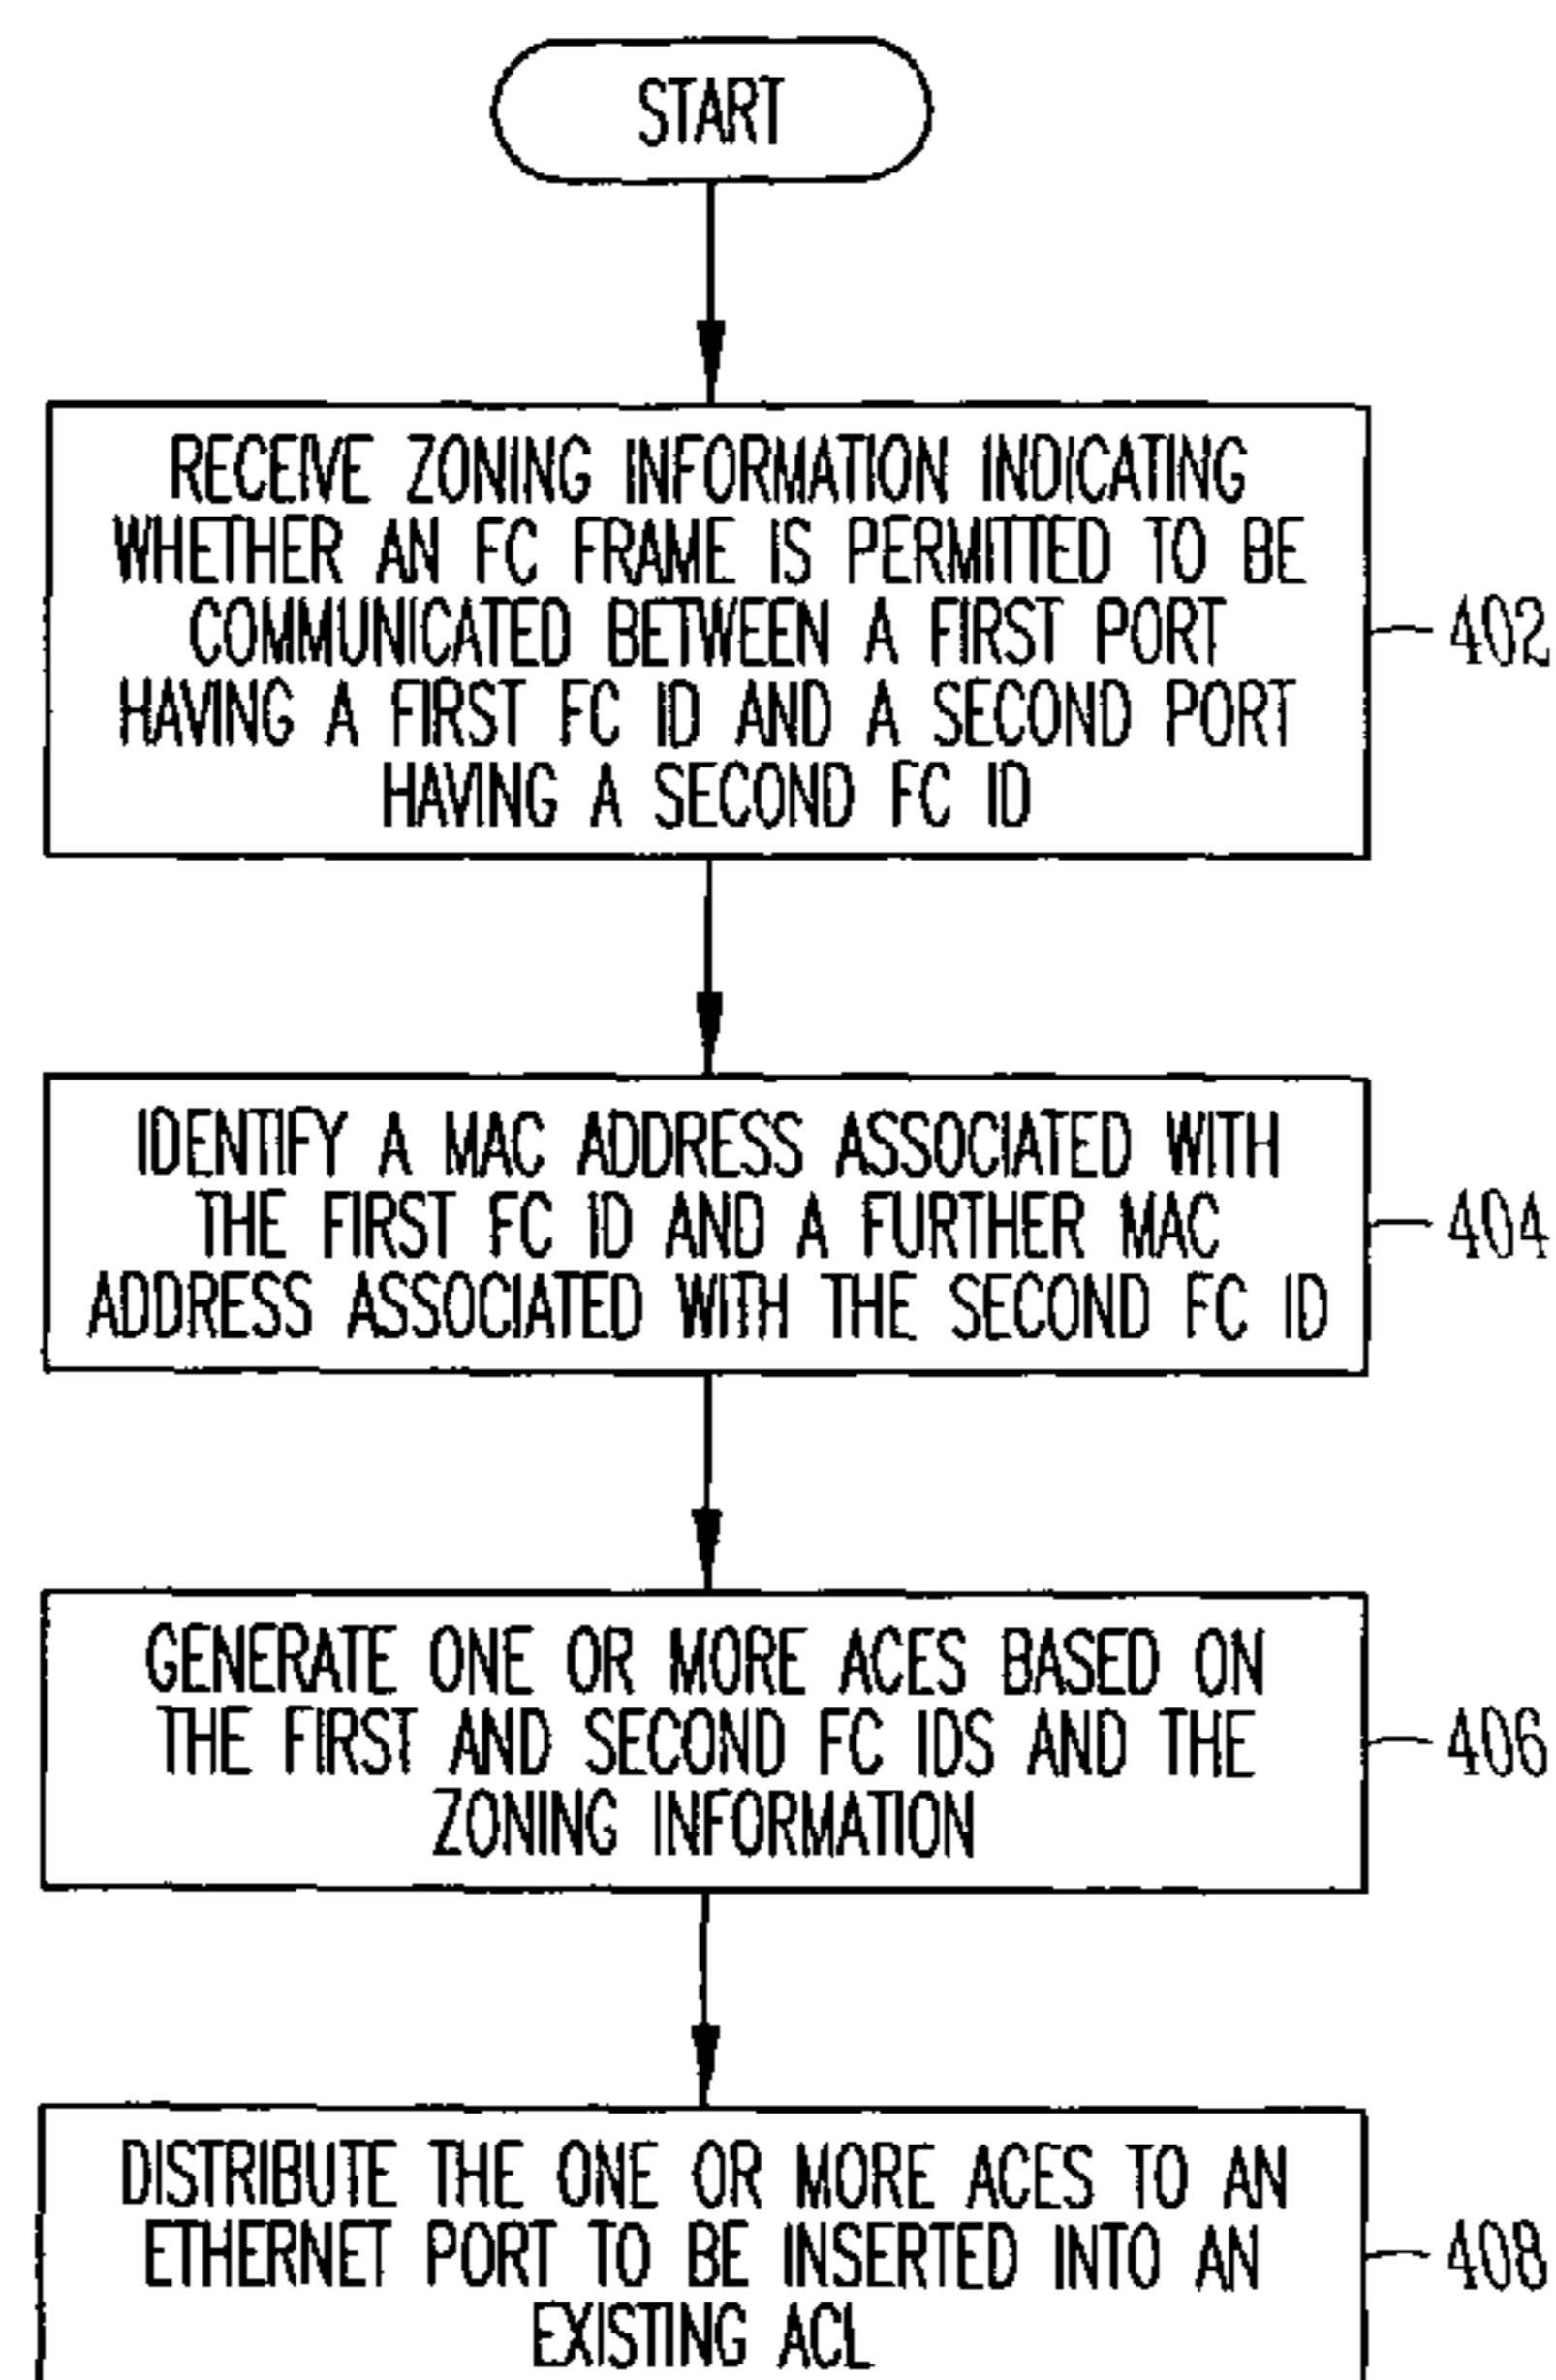 START
RECEIVE ZONING INFORMATION INDICATING
WHETHER AN FC FRAME IS PERMITTED TO BE
COMMUNICATED BETWEEN A FIRST PORT
HAVING A FIRST FC ID AND A SECOND PORT
HAVING A SECOND FC ID
402
IDENTIFY A MAC ADDRESS ASSOCIATED WITH
THE FIRST FC ID AND A FURTHER MAC
ADDRESS ASSOCIATED WITH THE SECOND FC ID
404
GENERATE ONE OR MORE ACES BASED ON
THE FIRST AND SECOND FC IDS AND THE
ZONING INFORMATION
406
DISTRIBUTE THE ONE OR MORE ACES TO AN
ETHERNET PORT TO BE INSERTED INTO AN
EXISTING ACL
408